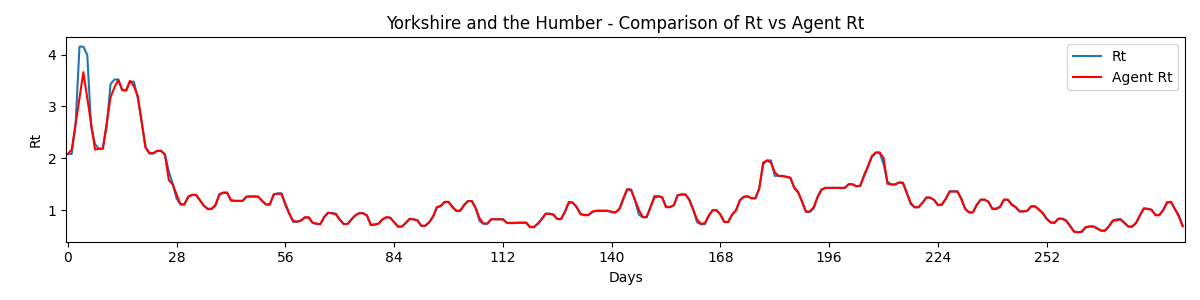 Yorkshire and the Humber - Comparison of Rt vs Agent Rt
Rt
Agent Rt
4
3
2
1
Rt
0 28 56 84 112 140 168 196 224 252
Days